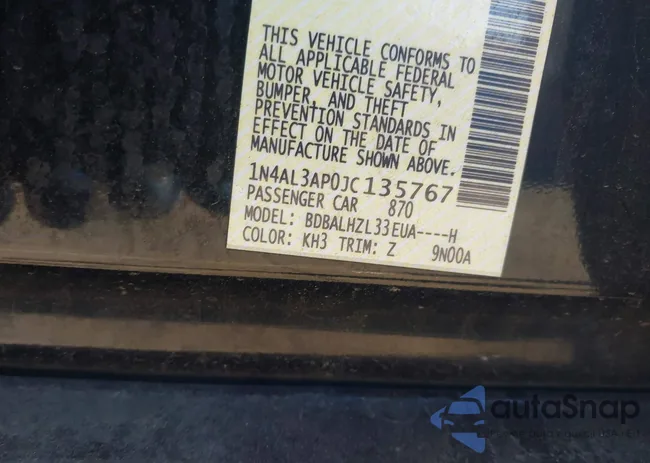 THIS VEHICLE CONFORMS TO
ALL APPLICABLE FEDERAL
MOTOR VEHICLE SAFETY,
BUMPER, AND THEFT
PREVENTION STANDARDS IN
EFFECT ON THE DATE OF
MANUFACTURE SHOWN ABOVE.
1N4AL3AP0JC135767
PASSENGER CAR 870
MODEL: BDBALHZL33EUA----H
COLOR: KH3 TRIM: Z 9N00A
autoSnap